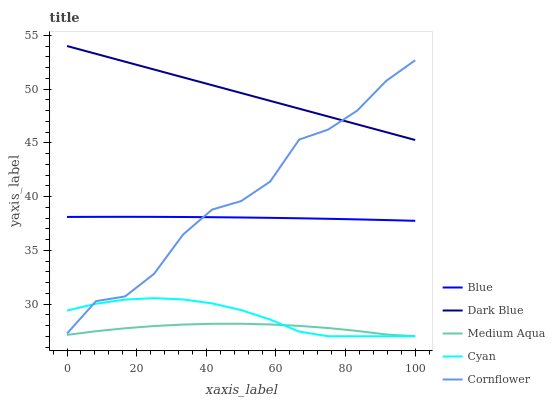 title
55
50
45
40
35
30
yaxis_label
0
20
40
60
80
100
xaxis_label
Blue
Dark Blue
Medium Aqua
Cyan
Cornflower